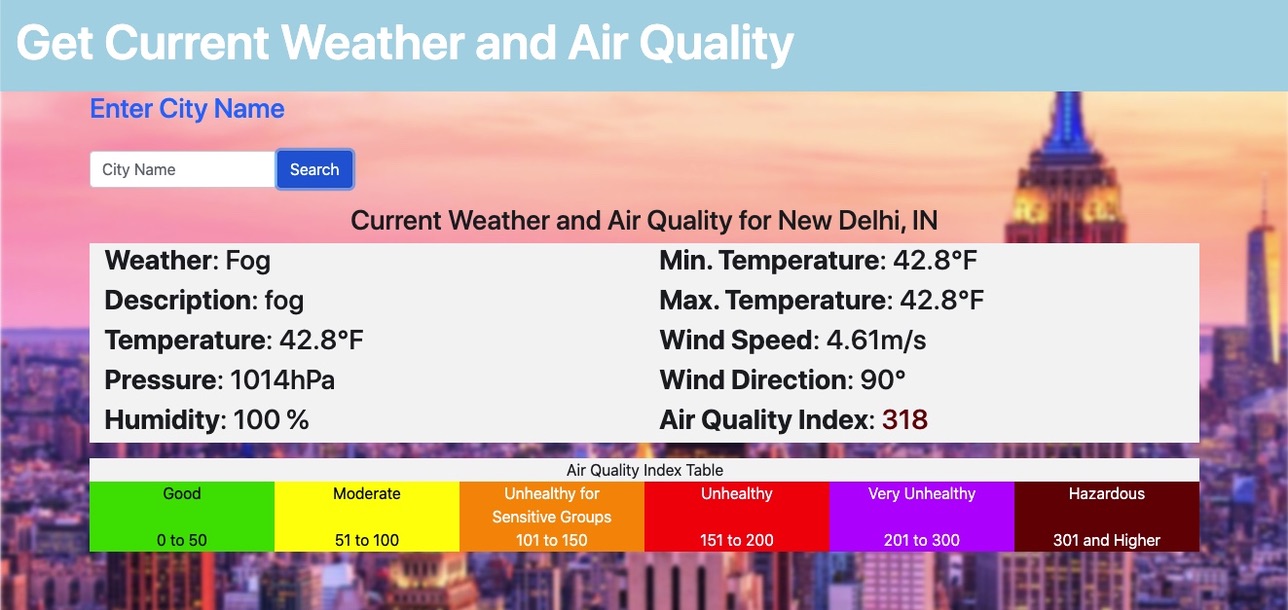 Get Current Weather and Air Quality
Enter City Name
City Name
Search
Current Weather and Air Quality for New Delhi, IN
Weather: Fog
Description: fog
Temperature: 42.8°F
Pressure: 1014hPa
Humidity: 100 %
Min. Temperature: 42.8°F
Max. Temperature: 42.8°F
Wind Speed: 4.61m/s
Wind Direction: 90°
Air Quality Index: 318
Air Quality Index Table
Good
0 to 50
Moderate
51 to 100
Unhealthy for
Sensitive Groups
101 to 150
Unhealthy
151 to 200
Very Unhealthy
201 to 300
Hazardous
301 and Higher